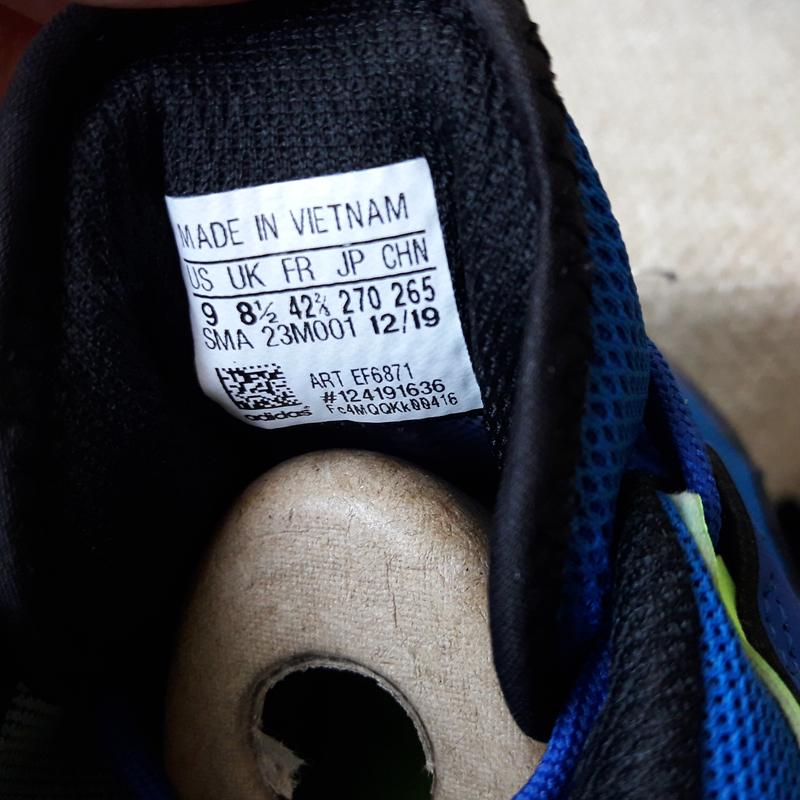 MADE IN VIETNAM
US UK FR JP CHN
9 8½ 42⅔ 270 265
SMA 23M001 12/19
ART EF6871
#124191636
adidas Fc4MQQKk00416